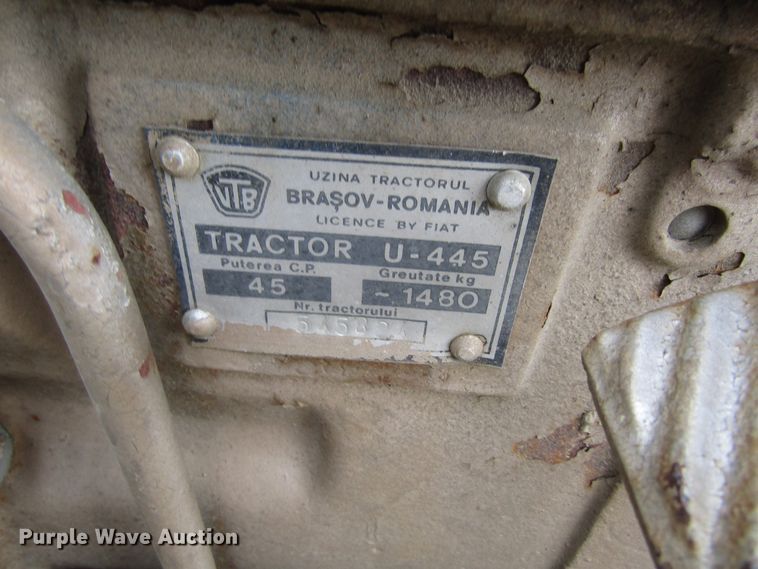 UTB
UZINA TRACTORUL
BRAȘOV-ROMANIA
LICENCE BY FIAT
TRACTOR U-445
Puterea C.P. Greutate kg
45 ~.1480
Nr. tractorului
Purple Wave Auction